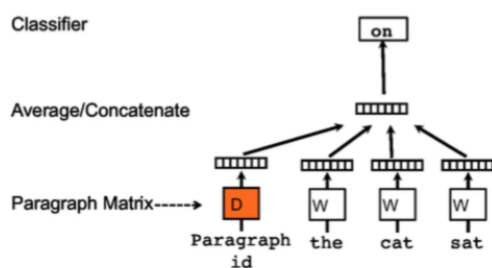 Classifier
on
Average/Concatenate
Paragraph Matrix
D
W
W
W
Paragraph
id
the
cat
sat